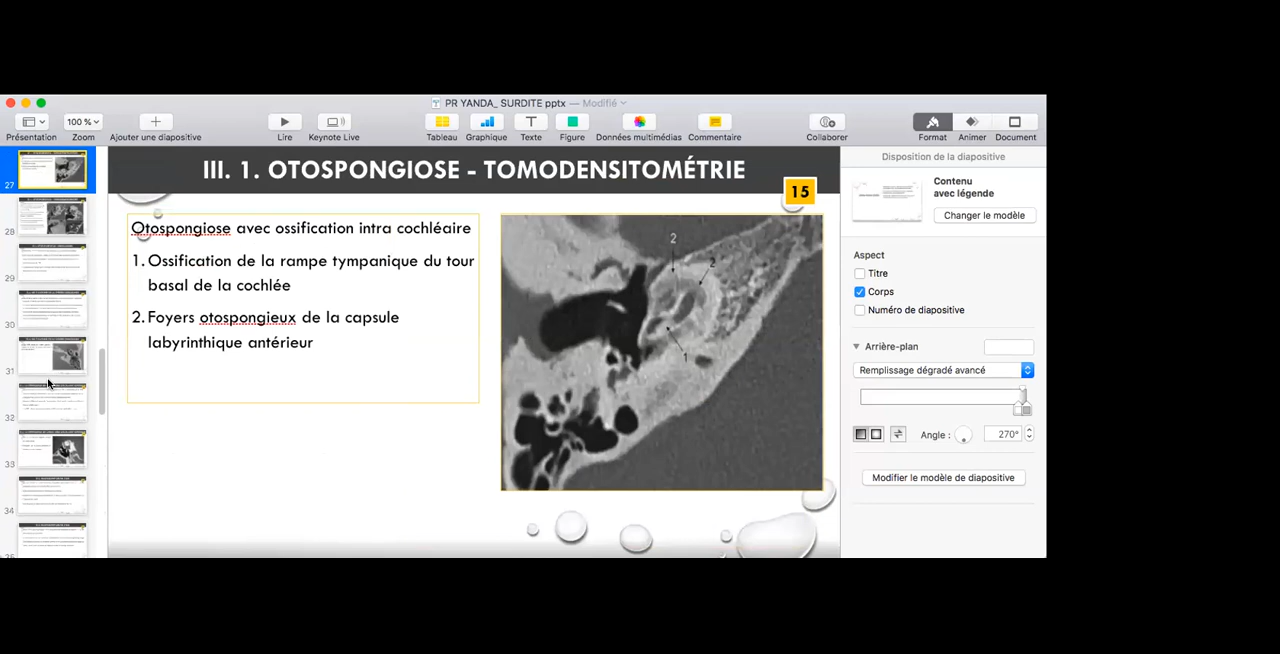 PR YANDA_ SURDITE pptx — Modifié
100 %
Présentation Zoom Ajouter une diapositive Lire Keynote Live Tableau Graphique Texte Figure Données multimédias Commentaire Collaborer Format Animer Document
27
28
29
30
31
32
33
34
III. 1. OTOSPONGIOSE - TOMODENSITOMÉTRIE
15
Otospongiose avec ossification intra cochléaire
1. Ossification de la rampe tympanique du tour
basal de la cochlée
2. Foyers otospongieux de la capsule
labyrinthique antérieur
2
2
1
Disposition de la diapositive
Contenu
avec légende
Changer le modèle
Aspect
Titre
Corps
Numéro de diapositive
Arrière-plan
Remplissage dégradé avancé
Angle : 270°
Modifier le modèle de diapositive